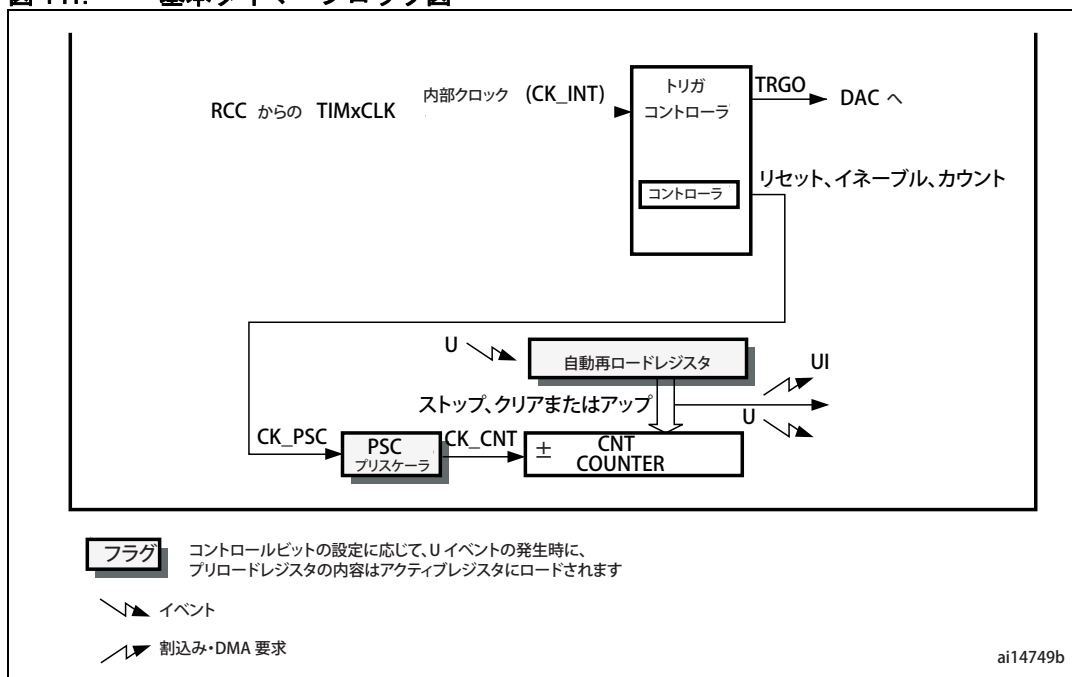 RCC からの TIMxCLK
内部クロック (CK_INT)
トリガ
コントローラ
TRGO
DAC へ
コントローラ
リセット、イネーブル、カウント
U
自動再ロードレジスタ
UI
ストップ、クリアまたはアップ
U
CK_PSC
PSC
プリスケーラ
CK_CNT
±
CNT
COUNTER
フラグ
コントロールビットの設定に応じて、U イベントの発生時に、
プリロードレジスタの内容はアクティブレジスタにロードされます
イベント
割込み・DMA 要求
ai14749b